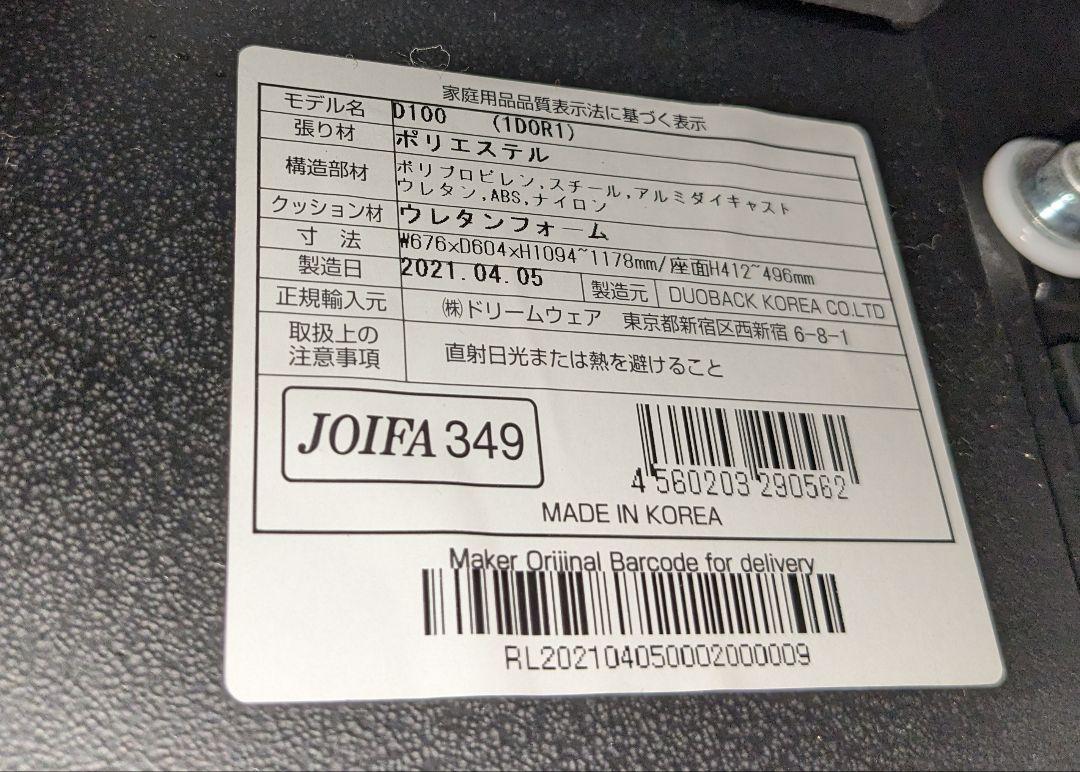 家庭用品品質表示法に基づく表示
モデル名 D100 (1D0R1)
張り材 ポリエステル
構造部材 ポリプロピレン,スチール,アルミダイキャスト
ウレタン,ABS,ナイロン
クッション材 ウレタンフォーム
寸 法 W676xD604xH1094~1178mm/座面H412~496mm
製造日 2021.04.05 製造元 DUOBACK KOREA CO.LTD
正規輸入元 ㈱ドリームウェア 東京都新宿区西新宿 6-8-1
取扱上の
注意事項 直射日光または熱を避けること
JOIFA 349
4 560203 290562
MADE IN KOREA
Maker Orijinal Barcode for delivery
RL202104050002000009